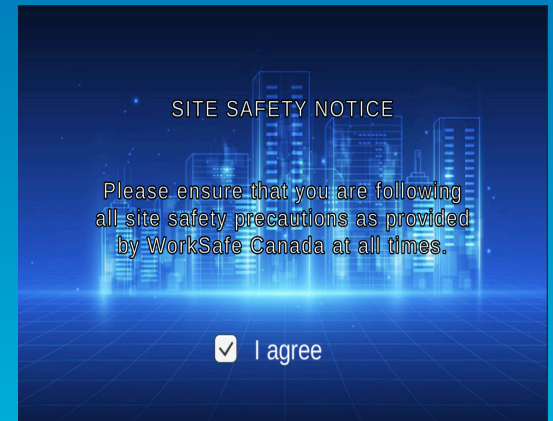 SITE SAFETY NOTICE
Please ensure that you are following
all site safety precautions as provided
by WorkSafe Canada at all times.
I agree